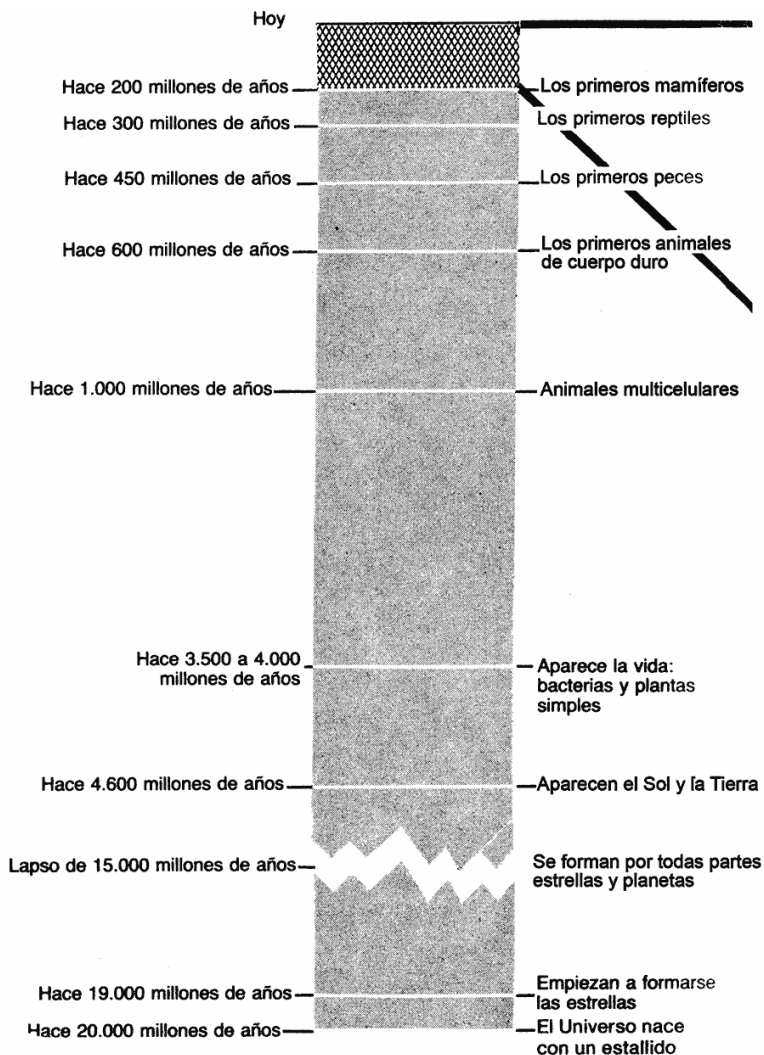 Hoy
Hace 200 millones de años
Los primeros mamíferos
Hace 300 millones de años
Los primeros reptiles
Hace 450 millones de años
Los primeros peces
Hace 600 millones de años
Los primeros animales
de cuerpo duro
Hace 1.000 millones de años
Animales multicelulares
Hace 3.500 a 4.000
millones de años
Aparece la vida:
bacterias y plantas
simples
Hace 4.600 millones de años
Aparecen el Sol y la Tierra
Lapso de 15.000 millones de años
Se forman por todas partes
estrellas y planetas
Hace 19.000 millones de años
Empiezan a formarse
las estrellas
Hace 20.000 millones de años
El Universo nace
con un estallido